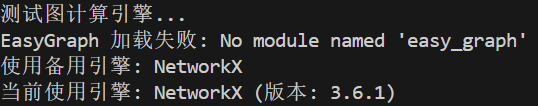 测试图计算引擎...
EasyGraph 加载失败: No module named 'easy_graph'
使用备用引擎: NetworkX
当前使用引擎: NetworkX (版本: 3.6.1)